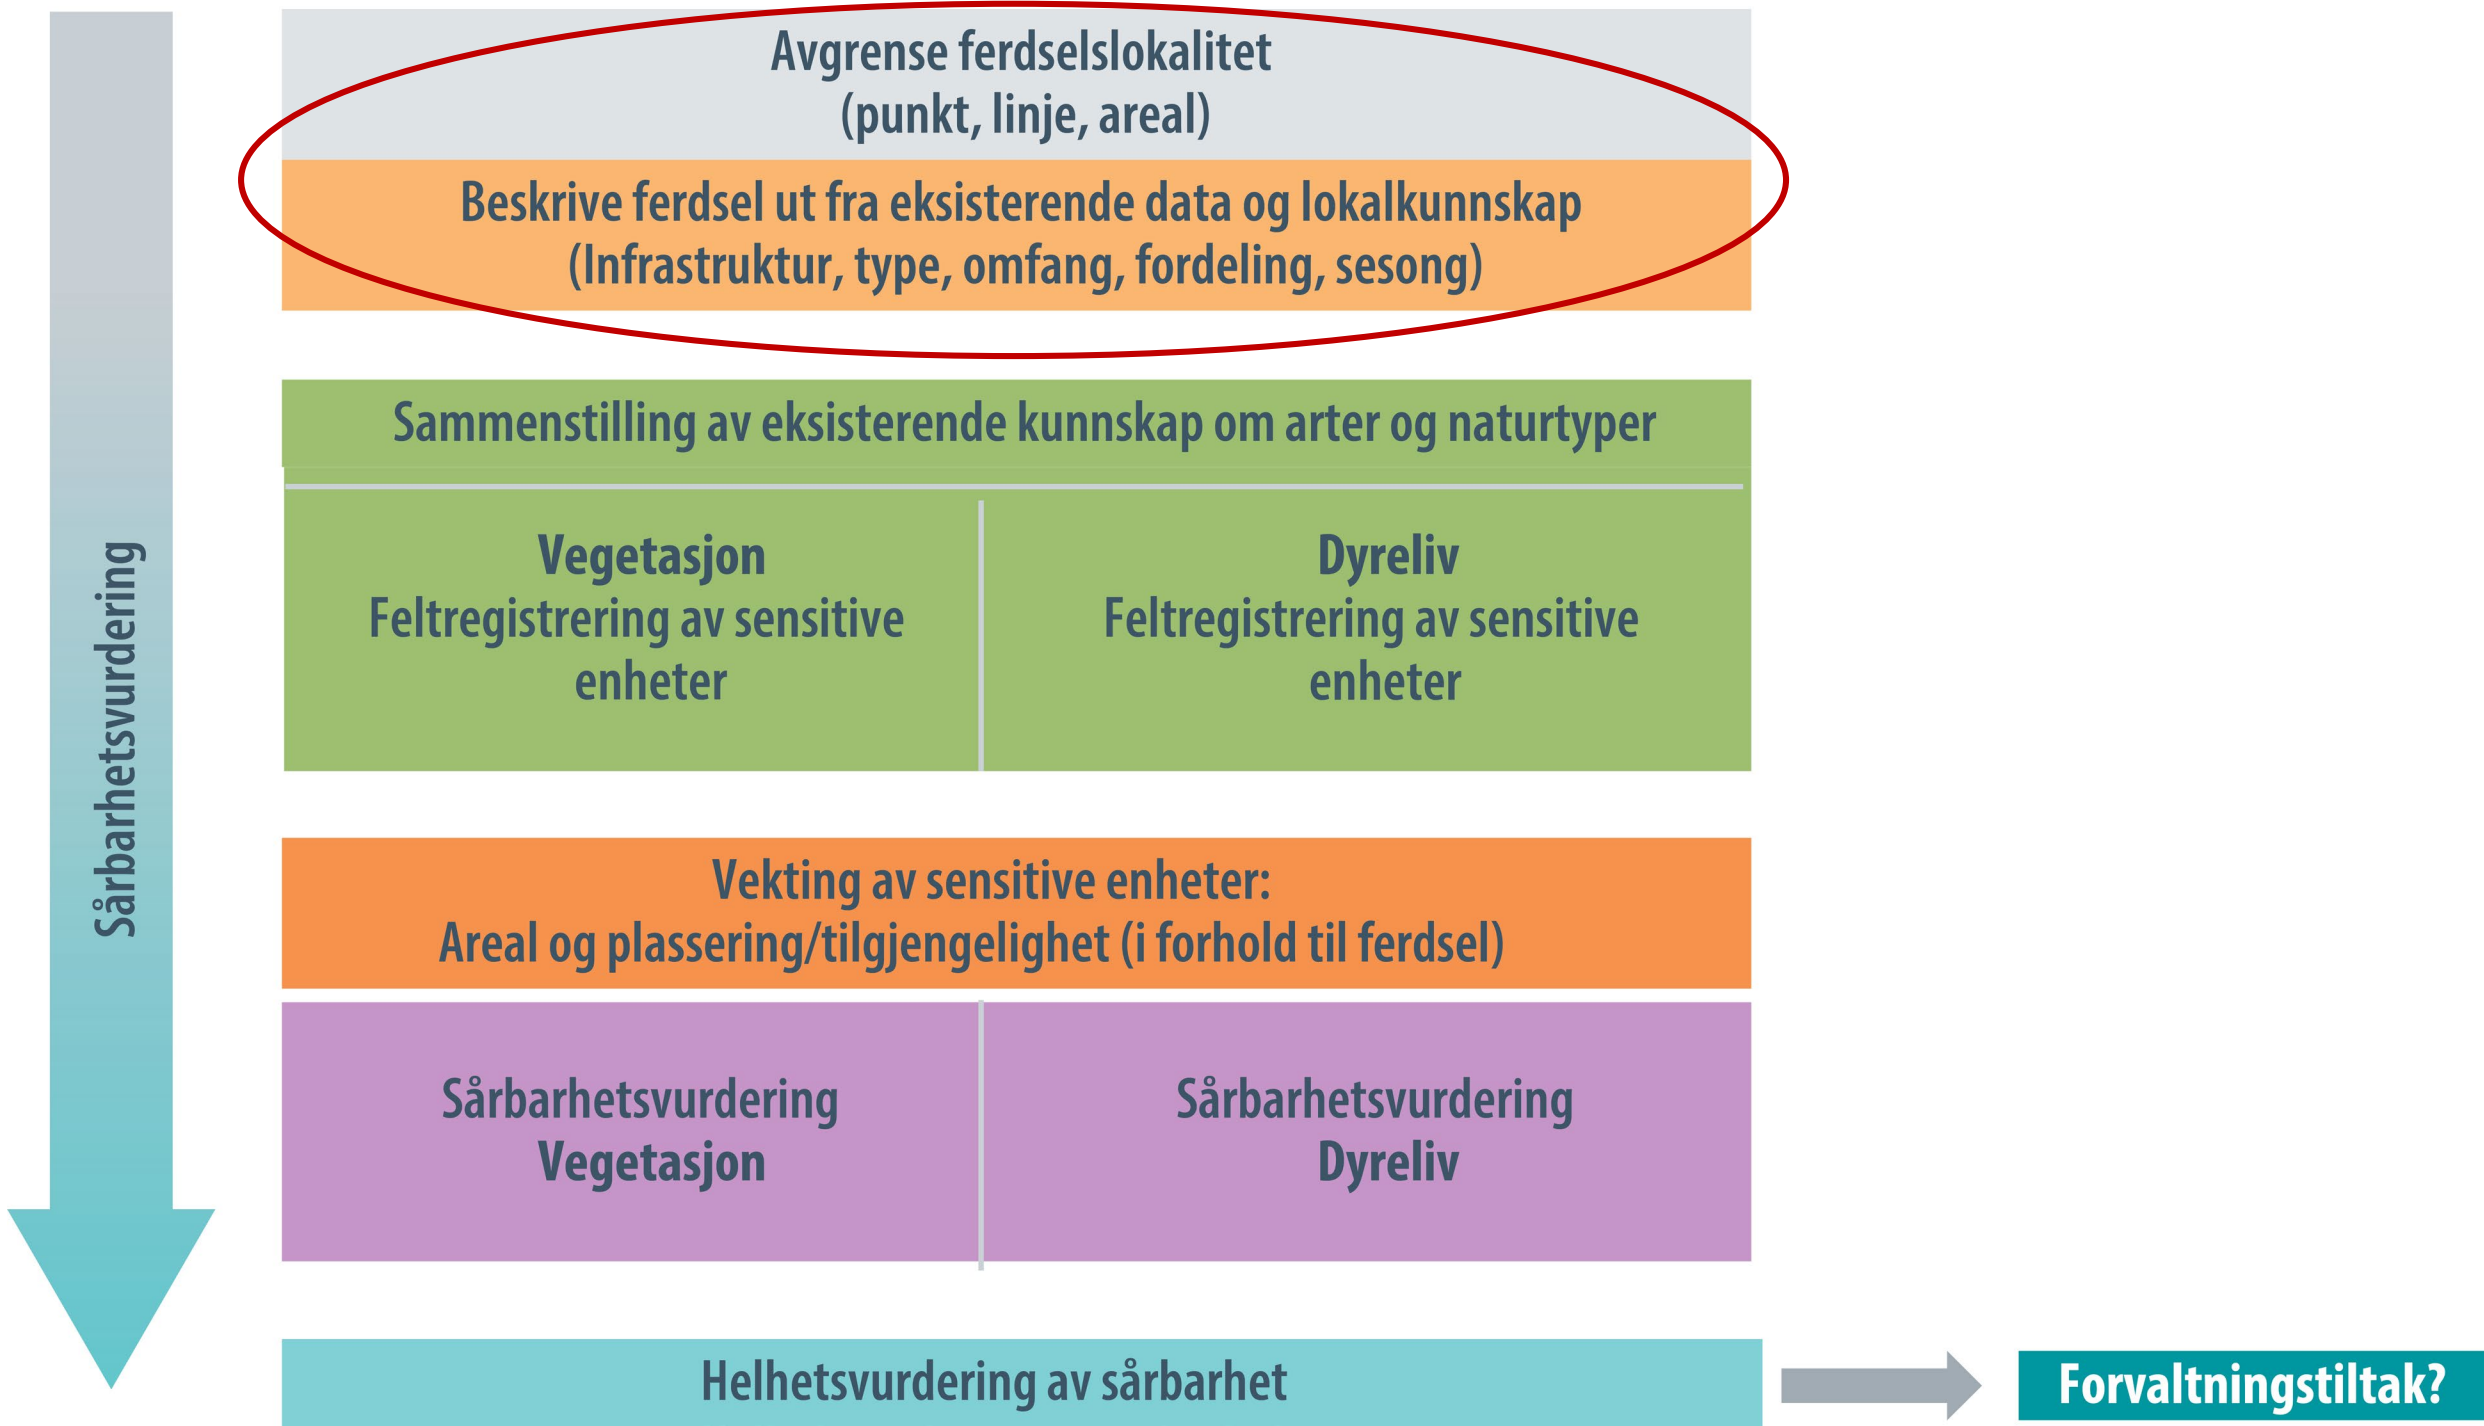 Avgrense ferdselslokalitet
(punkt, linje, areal)
Beskrive ferdsel ut fra eksisterende data og lokalkunnskap
(Infrastruktur, type, omfang, fordeling, sesong)
Sammenstilling av eksisterende kunnskap om arter og naturtyper
Vegetasjon
Feltregistrering av sensitive
enheter
Dyreliv
Feltregistrering av sensitive
enheter
Sårbarhetsvurdering
Vekting av sensitive enheter:
Areal og plassering/tilgjengelighet (i forhold til ferdsel)
Sårbarhetsvurdering
Vegetasjon
Sårbarhetsvurdering
Dyreliv
Helhetsvurdering av sårbarhet
Forvaltningstiltak?